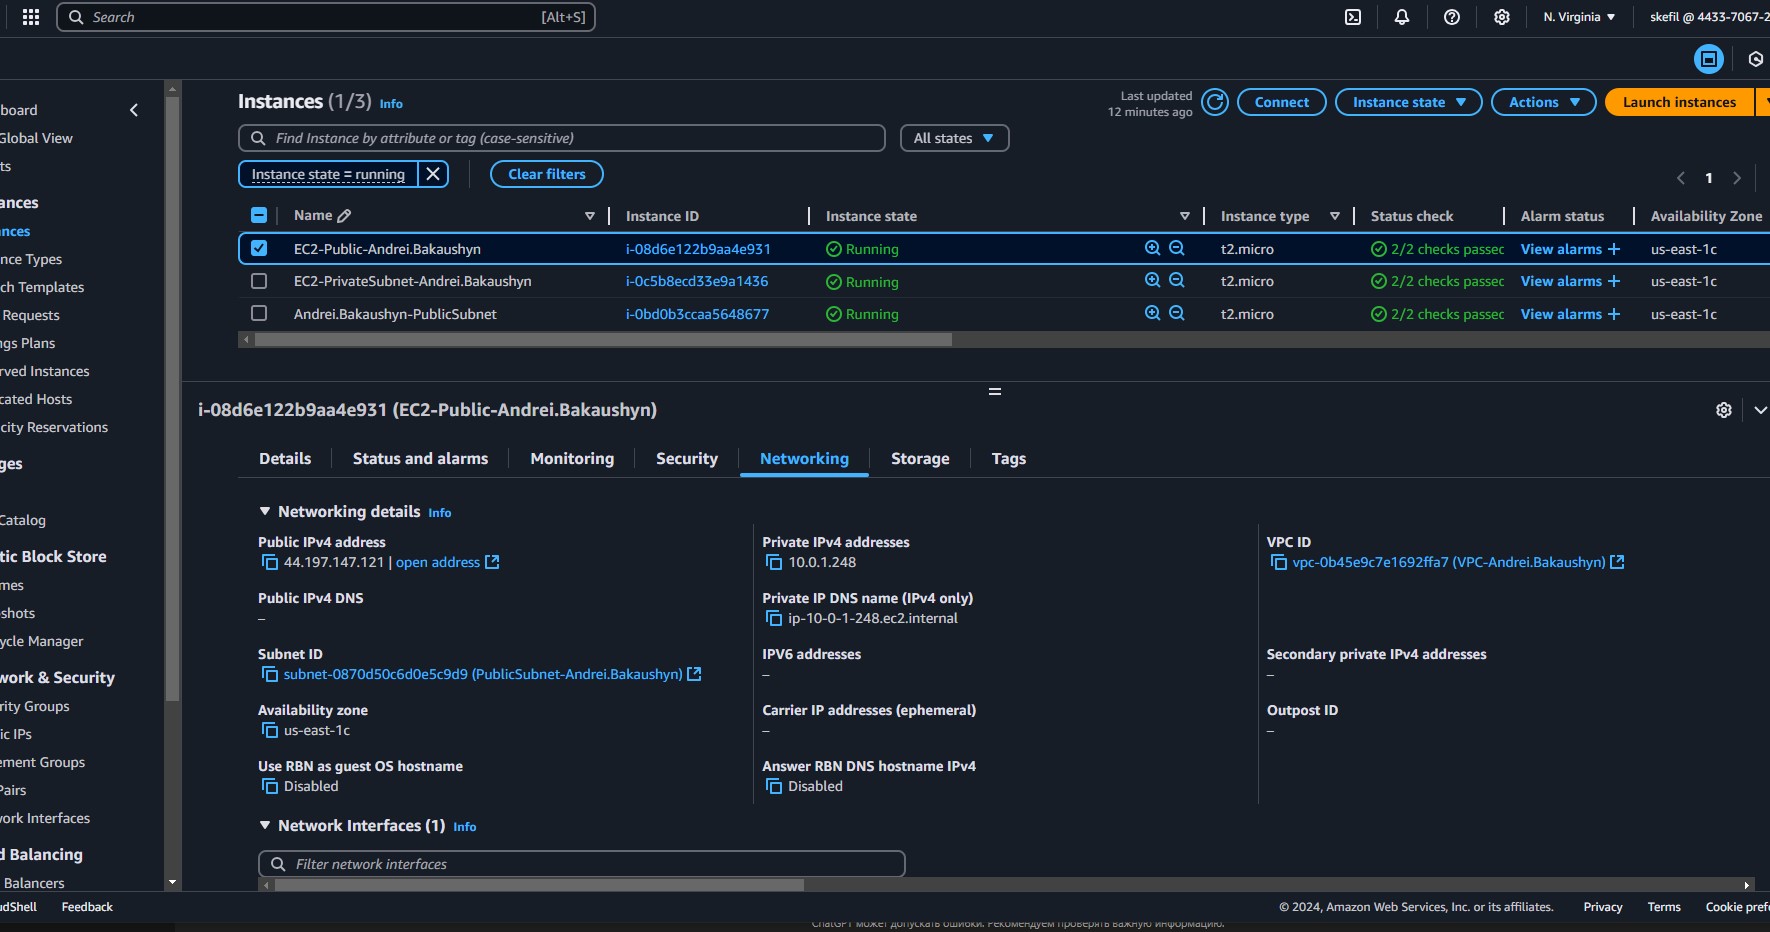 Search [Alt+S] N. Virginia skefil @ 4433-7067-2
board
Global View
ts
ances
nces
nce Types
ch Templates
Requests
ngs Plans
rved Instances
cated Hosts
city Reservations
ges
Catalog
tic Block Store
mes
shots
ycle Manager
work & Security
rity Groups
ic IPs
ement Groups
Pairs
ork Interfaces
d Balancing
Balancers
Instances (1/3) Info
Last updated
12 minutes ago
Connect Instance state Actions Launch instances
Find Instance by attribute or tag (case-sensitive) All states
Instance state = running Clear filters
1
Name Instance ID Instance state Instance type Status check Alarm status Availability Zone
EC2-Public-Andrei.Bakaushyn i-08d6e122b9aa4e931 Running t2.micro 2/2 checks passec View alarms + us-east-1c
EC2-PrivateSubnet-Andrei.Bakaushyn i-0c5b8ecd33e9a1436 Running t2.micro 2/2 checks passec View alarms + us-east-1c
Andrei.Bakaushyn-PublicSubnet i-0bd0b3ccaa5648677 Running t2.micro 2/2 checks passec View alarms + us-east-1c
i-08d6e122b9aa4e931 (EC2-Public-Andrei.Bakaushyn)
Details Status and alarms Monitoring Security Networking Storage Tags
Networking details Info
Public IPv4 address
44.197.147.121 | open address
Public IPv4 DNS
–
Subnet ID
subnet-0870d50c6d0e5c9d9 (PublicSubnet-Andrei.Bakaushyn)
Availability zone
us-east-1c
Use RBN as guest OS hostname
Disabled
Private IPv4 addresses
10.0.1.248
Private IP DNS name (IPv4 only)
ip-10-0-1-248.ec2.internal
IPV6 addresses
–
Carrier IP addresses (ephemeral)
–
Answer RBN DNS hostname IPv4
Disabled
VPC ID
vpc-0b45e9c7e1692ffa7 (VPC-Andrei.Bakaushyn)
Secondary private IPv4 addresses
–
Outpost ID
–
Network Interfaces (1) Info
Filter network interfaces
udShell Feedback © 2024, Amazon Web Services, Inc. or its affiliates. Privacy Terms Cookie prefe
ChatGPT может допускать ошибки. Рекомендуем проверять важную информацию.